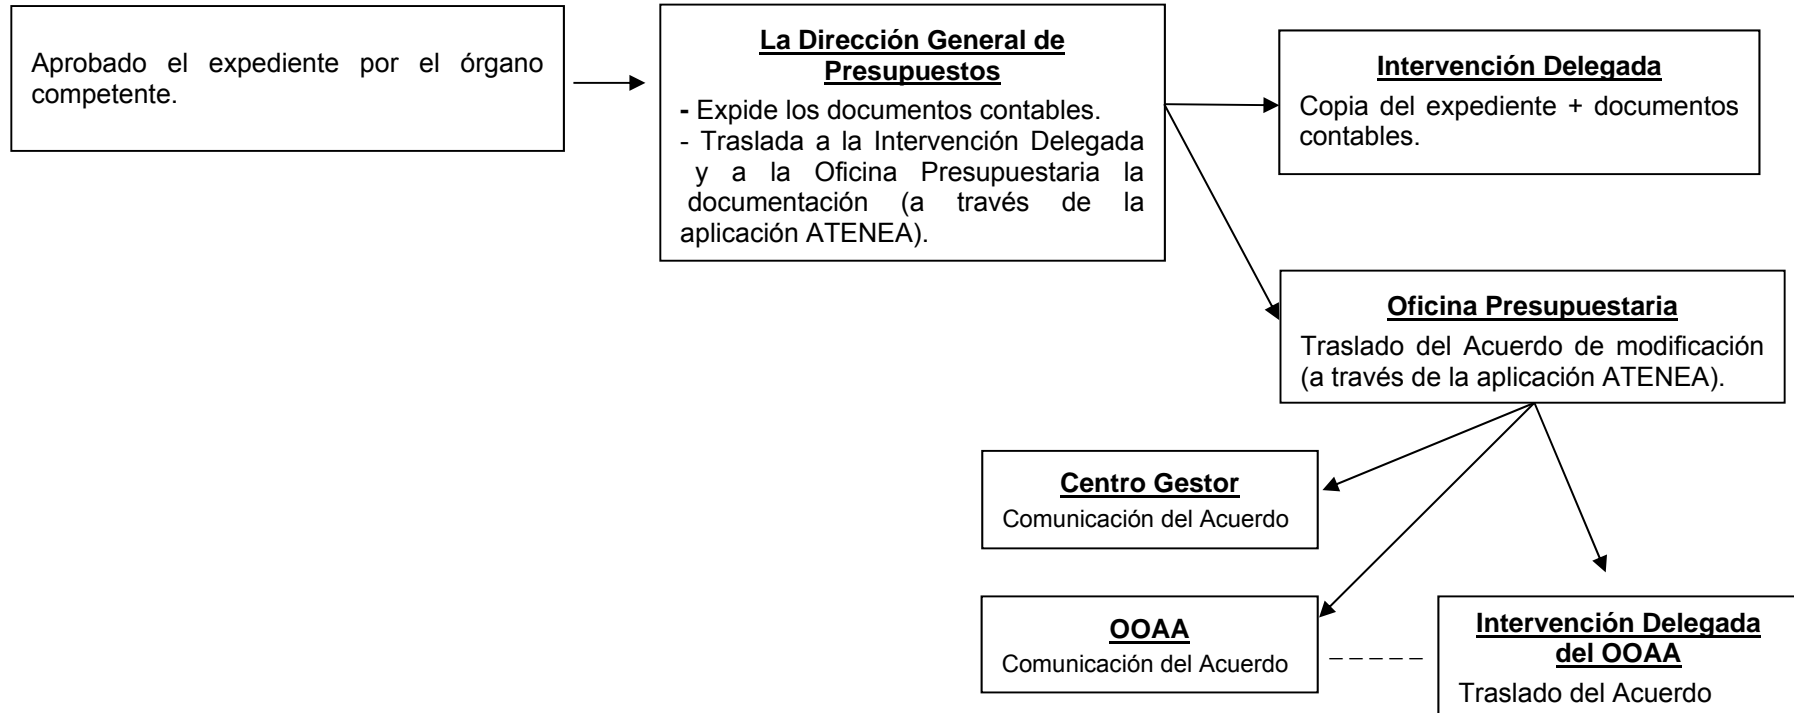 Aprobado el expediente por el órgano
competente.
La Dirección General de
Presupuestos
- Expide los documentos contables.
- Traslada a la Intervención Delegada
y a la Oficina Presupuestaria la
documentación (a través de la
aplicación ATENEA).
Intervención Delegada
Copia del expediente + documentos
contables.
Oficina Presupuestaria
Traslado del Acuerdo de modificación
(a través de la aplicación ATENEA).
Centro Gestor
Comunicación del Acuerdo
OOAA
Comunicación del Acuerdo
Intervención Delegada
del OOAA
Traslado del Acuerdo